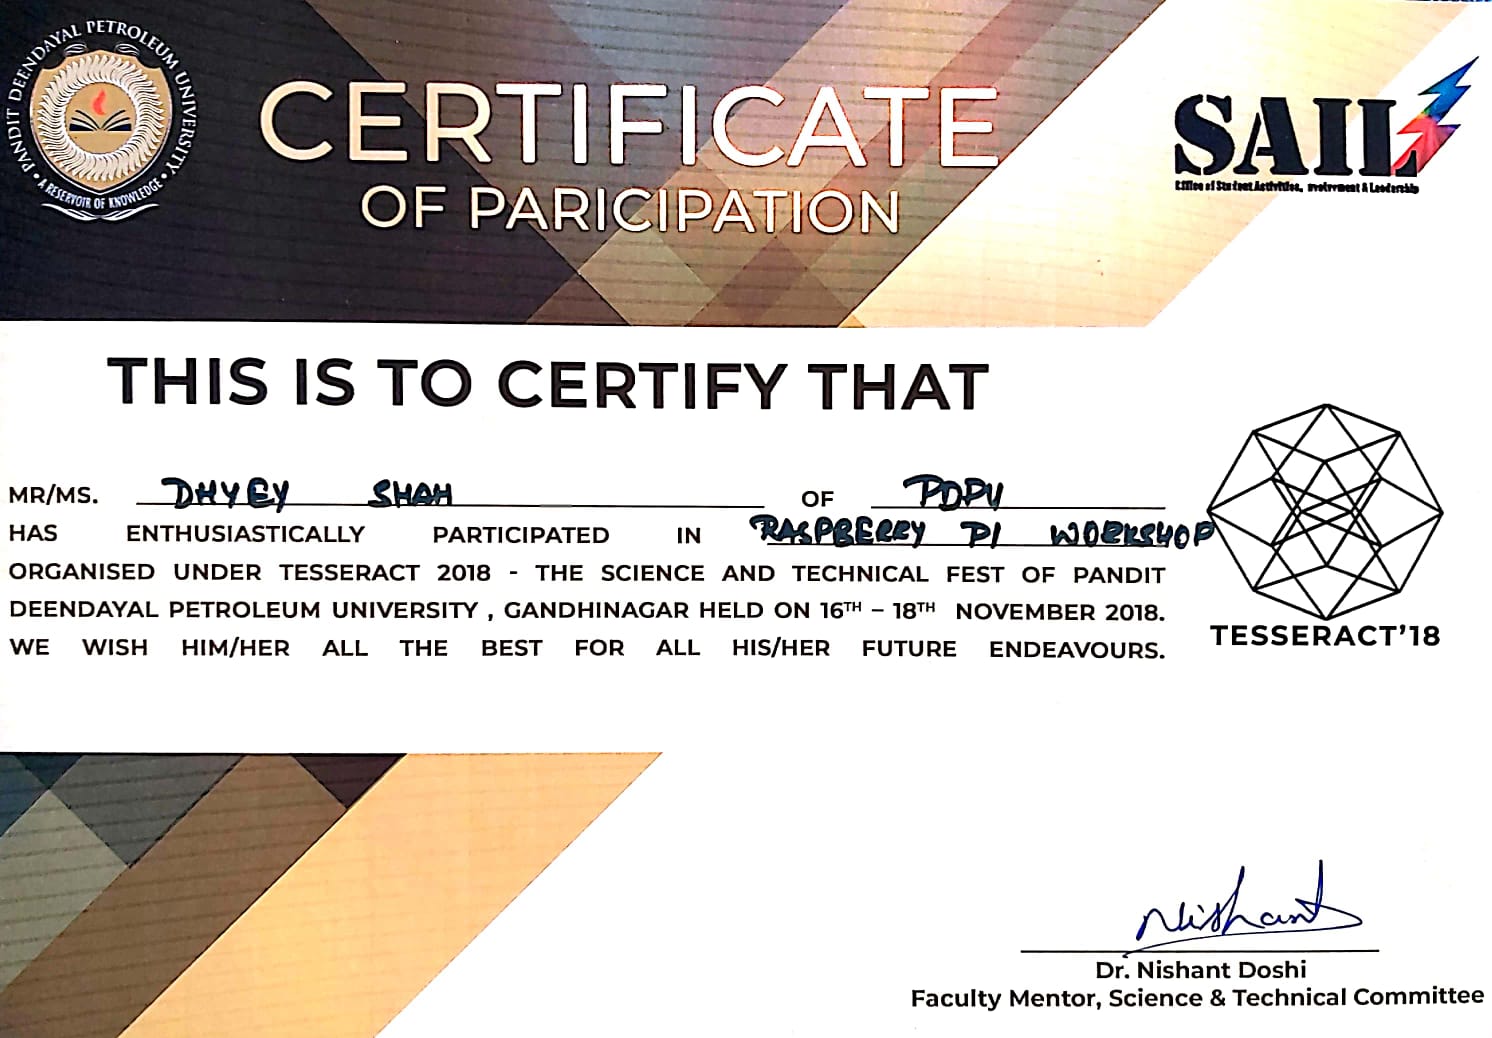 PANDIT DEENDAYAL PETROLEUM UNIVERSITY
• A RESERVOIR OF KNOWLEDGE •
CERTIFICATE
OF PARICIPATION
SAIL
Office of Student Activities, Involvement & Leadership
THIS IS TO CERTIFY THAT
MR/MS. DHYEY SHAH OF PDPU
HAS ENTHUSIASTICALLY PARTICIPATED IN RASPBERRY PI WORKSHOP
ORGANISED UNDER TESSERACT 2018 - THE SCIENCE AND TECHNICAL FEST OF PANDIT
DEENDAYAL PETROLEUM UNIVERSITY , GANDHINAGAR HELD ON 16TH – 18TH NOVEMBER 2018.
WE WISH HIM/HER ALL THE BEST FOR ALL HIS/HER FUTURE ENDEAVOURS.
TESSERACT'18
Nishant
Dr. Nishant Doshi
Faculty Mentor, Science & Technical Committee